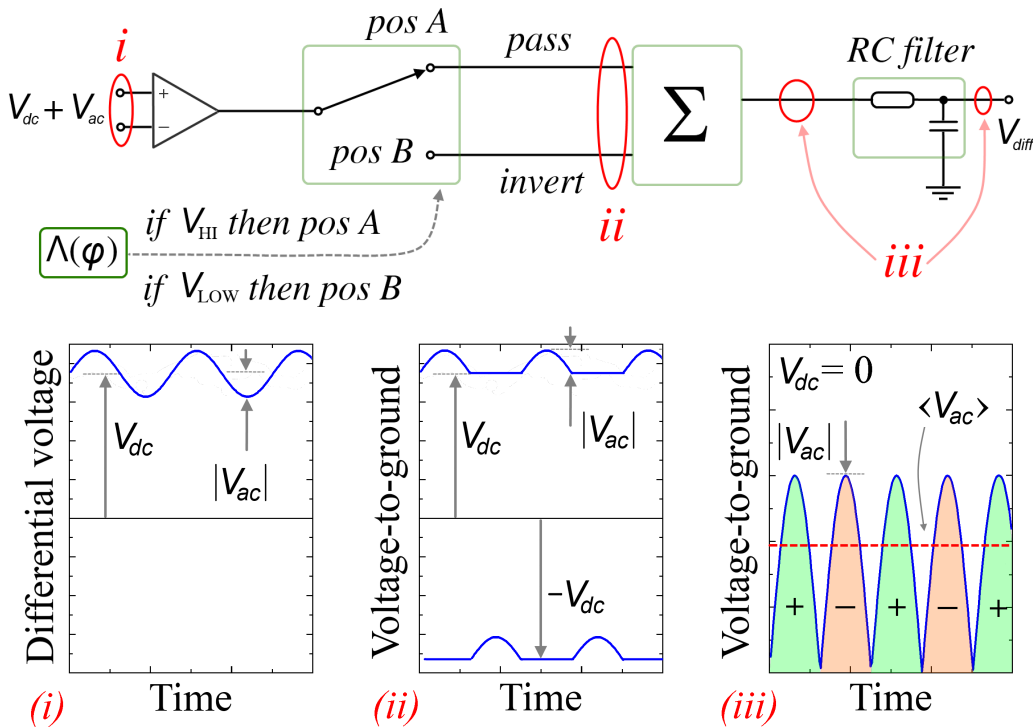 i
pos A
pass
RC filter
V_dc + V_ac
+
−
Σ
V_diff
pos B
invert
ii
iii
Λ(φ)
if V_HI then pos A
if V_LOW then pos B
Differential voltage
V_dc
|V_ac|
(i)
Time
Voltage-to-ground
V_dc
|V_ac|
−V_dc
(ii)
Time
Voltage-to-ground
V_dc = 0
⟨V_ac⟩
|V_ac|
+ − + − +
(iii)
Time